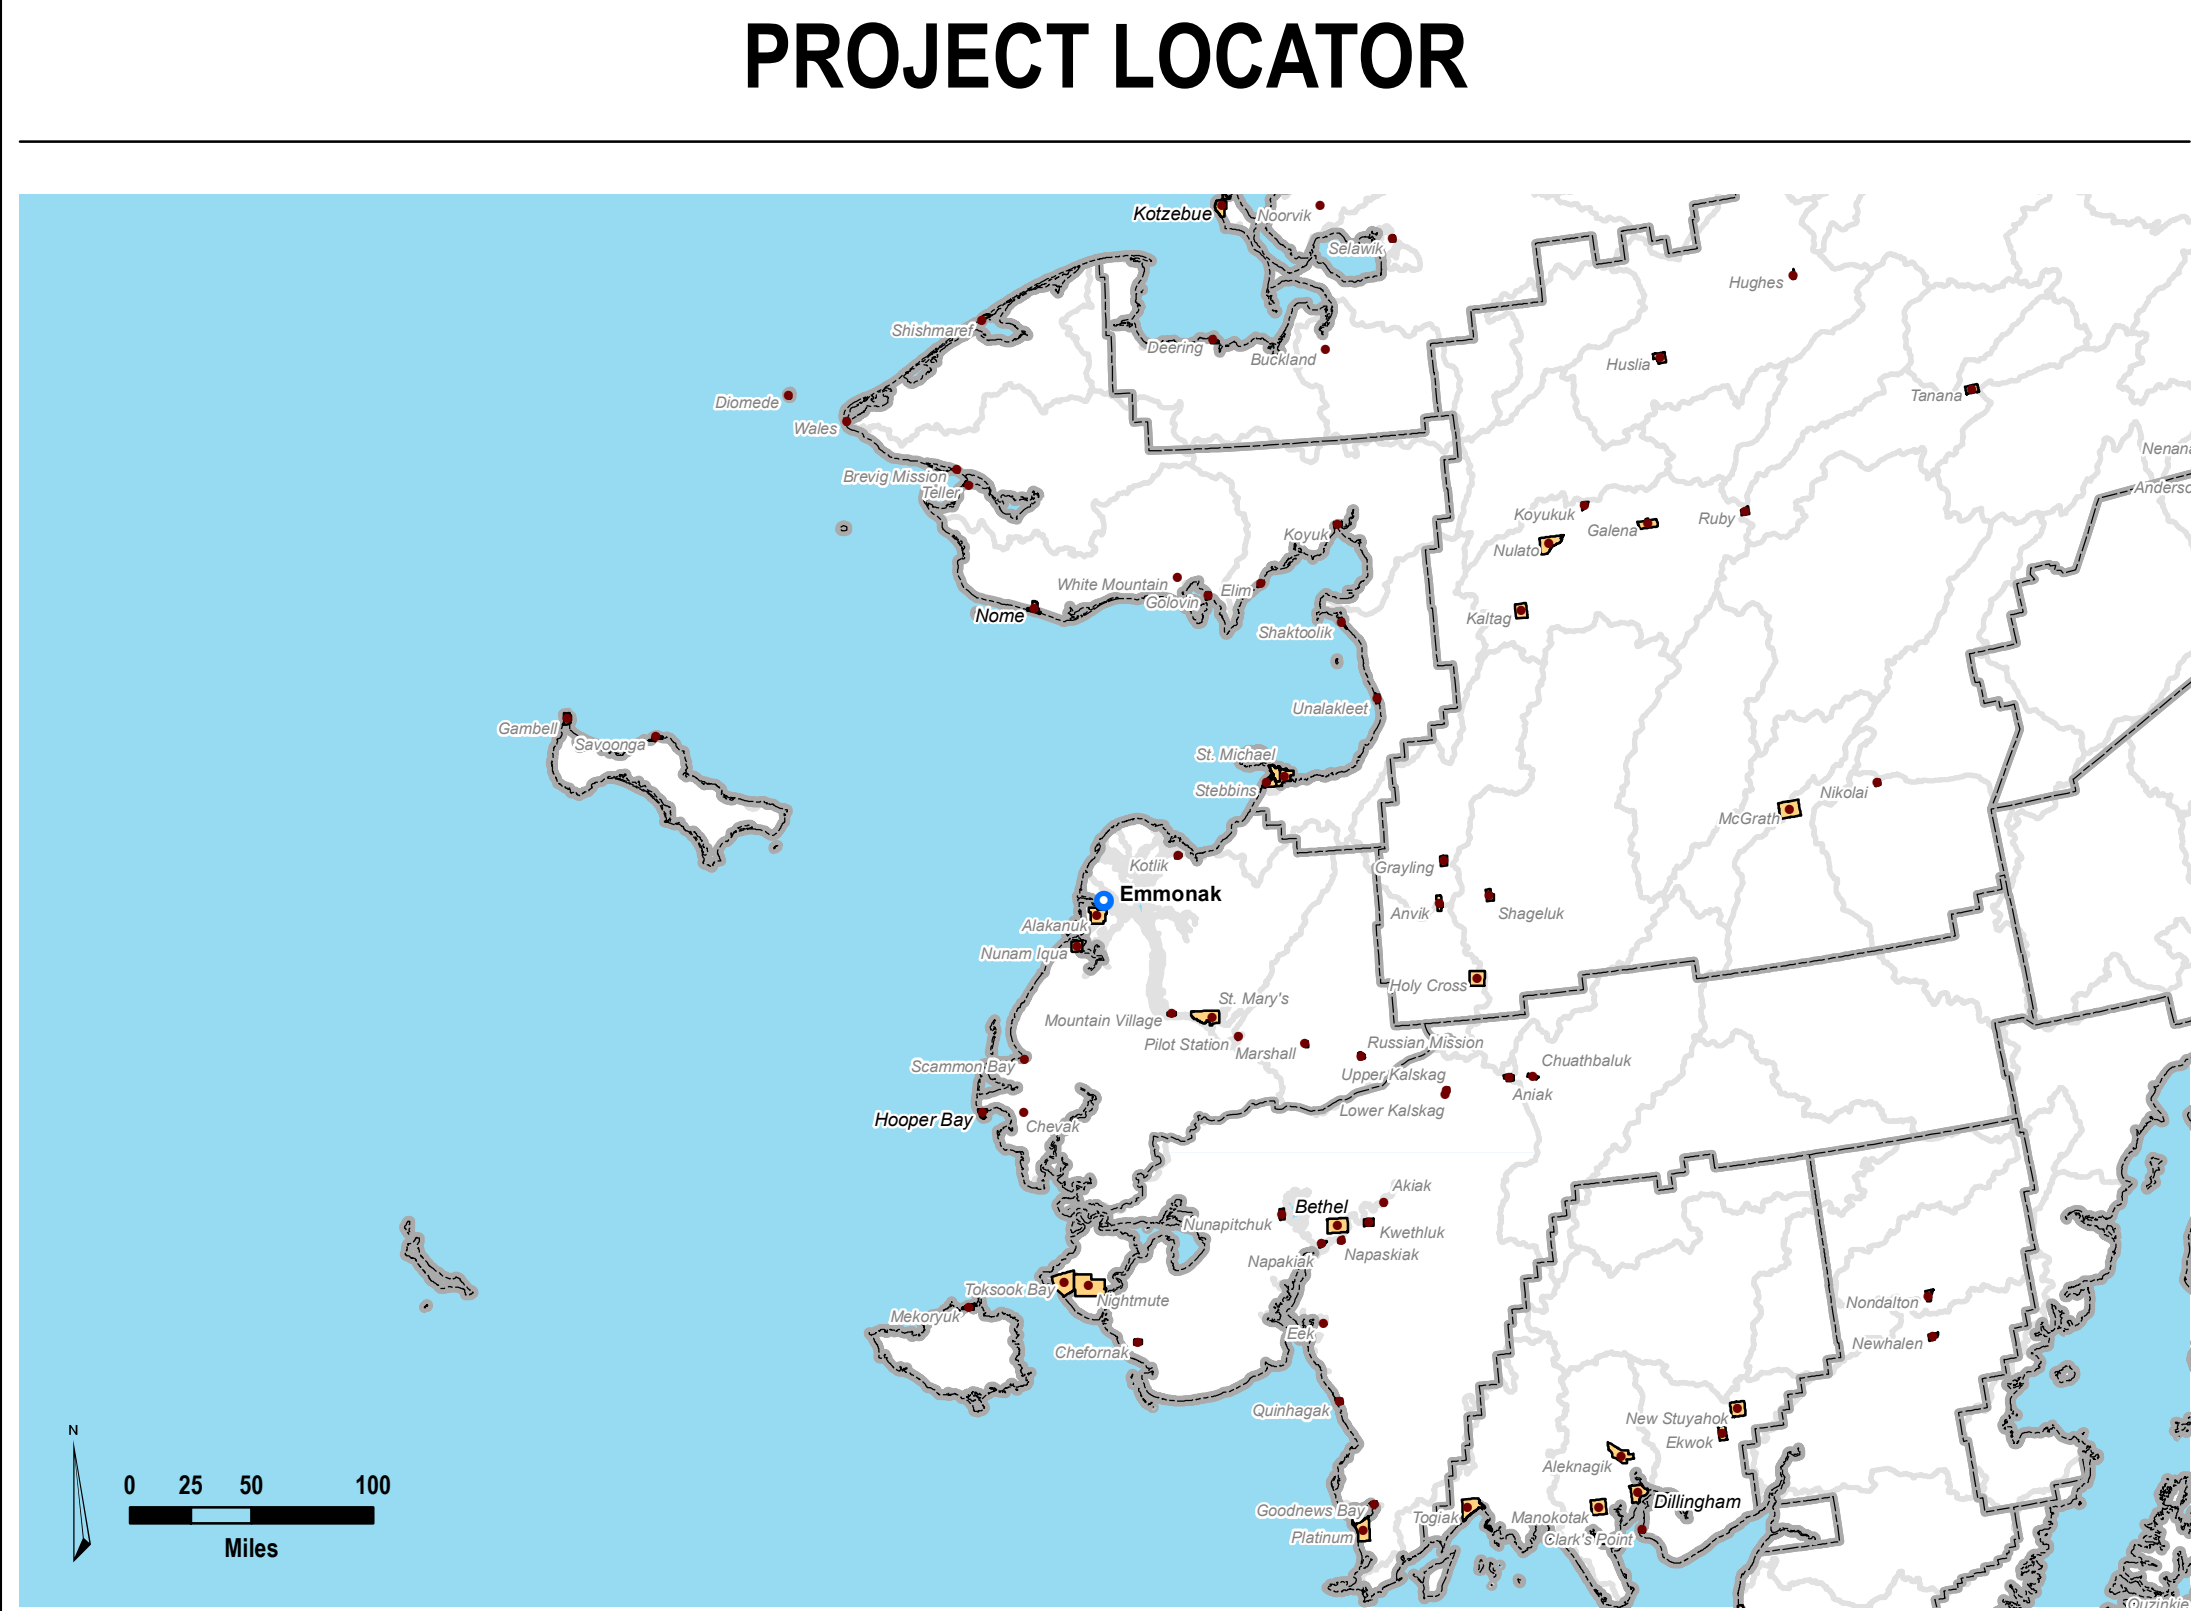 PROJECT LOCATOR
Kotzebue
Noorvik
Selawik
Hughes
Shishmaref
Deering
Buckland
Huslia
Tanana
Diomede
Wales
Nenana
Brevig Mission
Teller
Anderso
Koyukuk
Galena
Ruby
Koyuk
Nulato
White Mountain
Elim
Golovin
Nome
Kaltag
Shaktoolik
Unalakleet
Gambell
Savoonga
St. Michael
Stebbins
Nikolai
McGrath
Kotlik
Grayling
Emmonak
Anvik
Shageluk
Alakanuk
Nunam Iqua
Holy Cross
St. Mary's
Mountain Village
Pilot Station
Marshall
Russian Mission
Chuathbaluk
Scammon Bay
Upper Kalskag
Aniak
Lower Kalskag
Hooper Bay
Chevak
Akiak
Bethel
Nunapitchuk
Kwethluk
Napaskiak
Napakiak
Toksook Bay
Nightmute
Nondalton
Mekoryuk
Eek
Newhalen
Chefornak
Quinhagak
New Stuyahok
Ekwok
N
Aleknagik
0 25 50 100
Miles
Dillingham
Goodnews Bay
Togiak
Manokotak
Platinum
Clark's Point
Ouzinkie